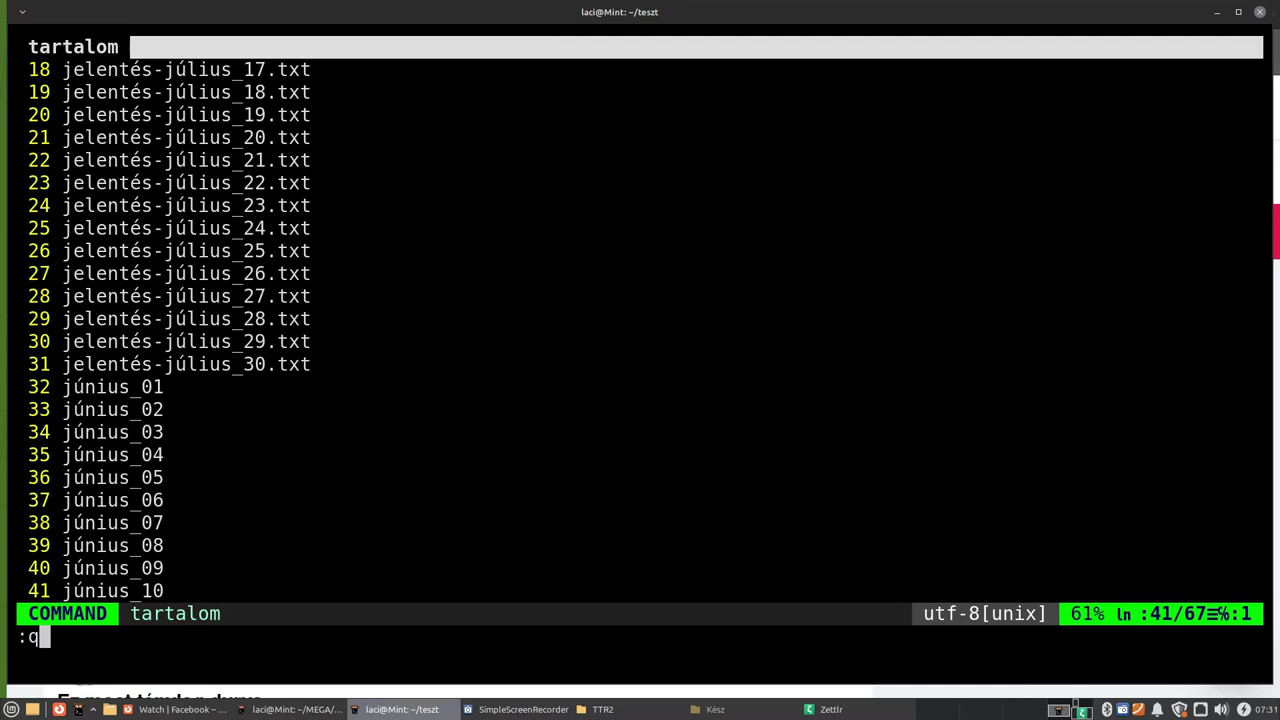 laci@Mint: ~/teszt
tartalom
18 jelentés-július_17.txt
19 jelentés-július_18.txt
20 jelentés-július_19.txt
21 jelentés-július_20.txt
22 jelentés-július_21.txt
23 jelentés-július_22.txt
24 jelentés-július_23.txt
25 jelentés-július_24.txt
26 jelentés-július_25.txt
27 jelentés-július_26.txt
28 jelentés-július_27.txt
29 jelentés-július_28.txt
30 jelentés-július_29.txt
31 jelentés-július_30.txt
32 június_01
33 június_02
34 június_03
35 június_04
36 június_05
37 június_06
38 június_07
39 június_08
40 június_09
41 június_10
COMMAND tartalom utf-8[unix] 61% ln :41/67≡℅:1
:q
Watch | Facebook – ... laci@Mint: ~/MEGA/... laci@Mint: ~/teszt SimpleScreenRecorder TTR2 Kész Zettlr 07:31